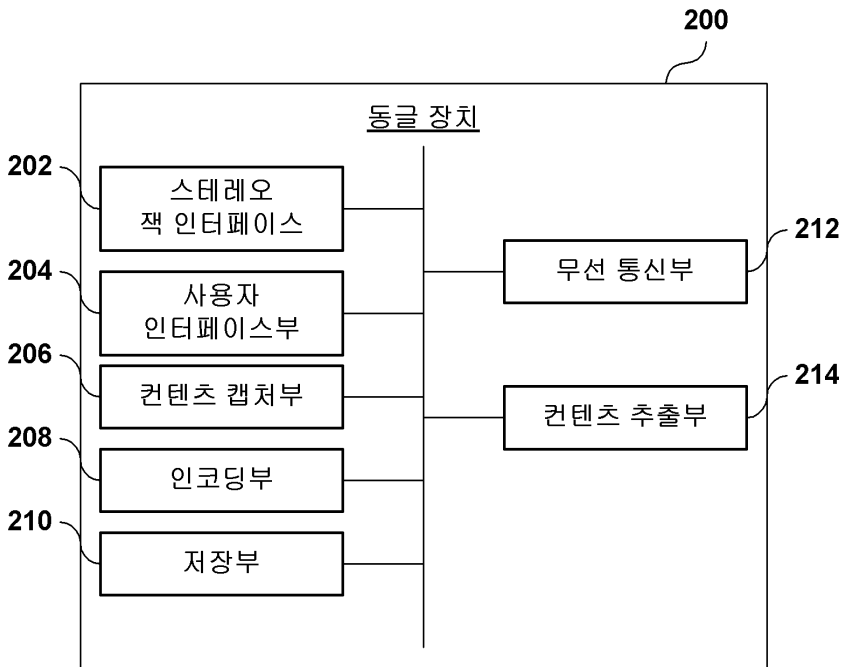 200
동글 장치
202
스테레오
잭 인터페이스
204
사용자
인터페이스부
206
컨텐츠 캡처부
208
인코딩부
210
저장부
212
무선 통신부
214
컨텐츠 추출부